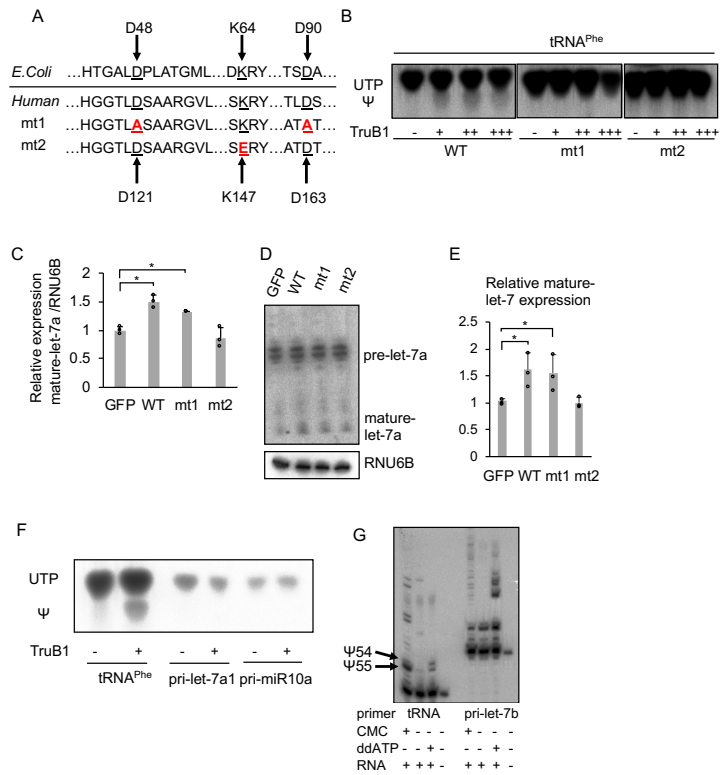 A
D48 K64 D90
E.Coli …HTGALDPLATGML…DKRY…TSDA…
Human …HGGTLDSAARGVL…SKRY…TLDS…
mt1 …HGGTLASAARGVL…SKRY…ATAT…
mt2 …HGGTLDSAARGVL…SERY…ATDT…
D121 K147 D163
B
tRNAPhe
UTP
Ψ
TruB1 - + ++ +++ - + ++ +++ - + ++ +++
WT mt1 mt2
C
Relative expression
mature-let-7a /RNU6B
2
1.5
1
0.5
0
* *
GFP WT mt1 mt2
D
GFP WT mt1 mt2
pre-let-7a
mature-
let-7a
RNU6B
E
Relative mature-
let-7 expression
2.5
2
1.5
1
0.5
0
* *
GFP WT mt1 mt2
F
UTP
Ψ
TruB1 - + - + - +
tRNAPhe pri-let-7a1 pri-miR10a
G
Ψ54
Ψ55
primer tRNA pri-let-7b
CMC + - - - + - - -
ddATP - - + - - - + -
RNA + + + - + + + -